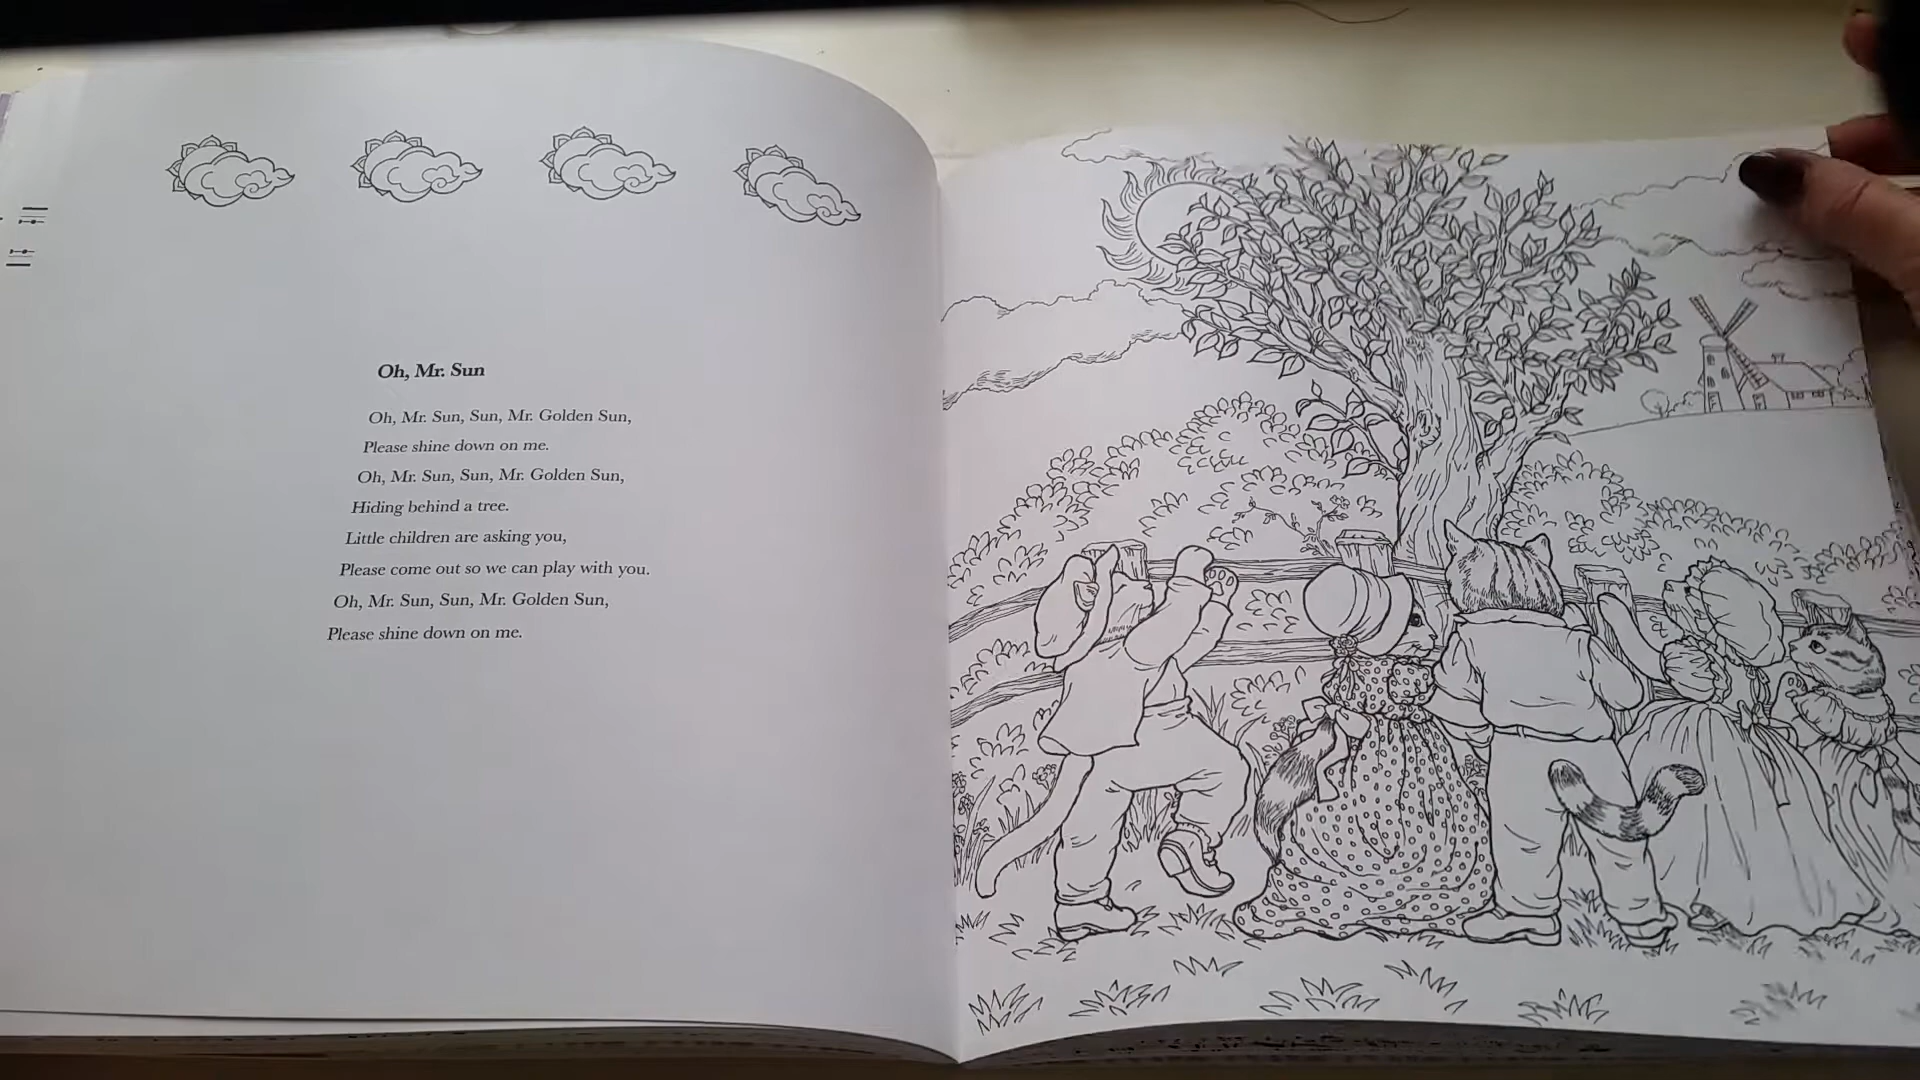 Oh, Mr. Sun
Oh, Mr. Sun, Sun, Mr. Golden Sun,
Please shine down on me.
Oh, Mr. Sun, Sun, Mr. Golden Sun,
Hiding behind a tree.
Little children are asking you,
Please come out so we can play with you.
Oh, Mr. Sun, Sun, Mr. Golden Sun,
Please shine down on me.